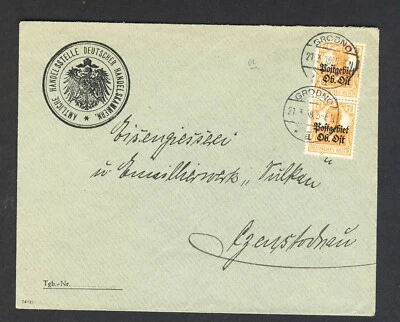 AMTLICHE HANDELSSTELLE DEUTSCHER HANDELSKAMMERN. *
GRODNO
Postgebiet
Ob. Ost
GRODNO
Postgebiet
Ob. Ost
Eisengiesserei
u Emaillierwerk "Vulkan
Czenstochau
Tgb.-Nr.